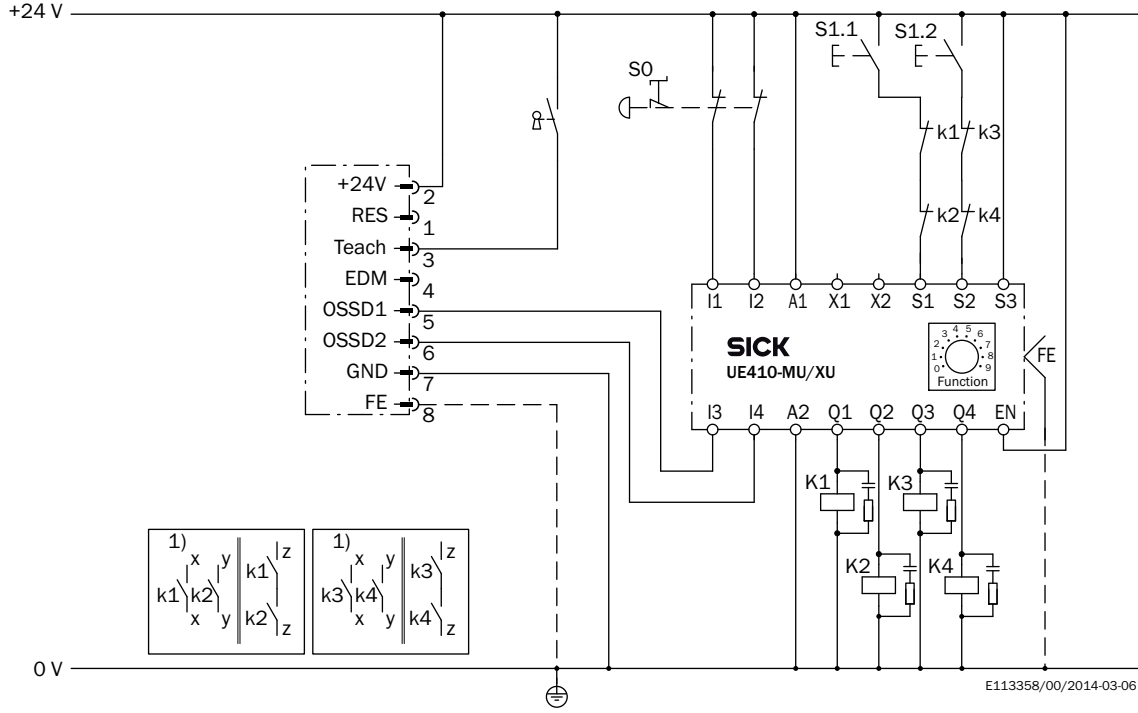 +24 V
S1.1 S1.2
S0
k1 k3
+24V 2
RES 1
k2 k4
Teach 3
EDM 4
I1 I2 A1 X1 X2 S1 S2 S3
OSSD1 5
OSSD2 6
SICK
UE410-MU/XU
0 1 2 3 4 5 6 7 8 9
Function
FE
GND 7
FE 8
I3 I4 A2 Q1 Q2 Q3 Q4 EN
K1 K3
K2 K4
1) 1)
x y z x y z
k1 k2 k1 k3 k4 k3
x y k2 z x y k4 z
0 V
E113358/00/2014-03-06